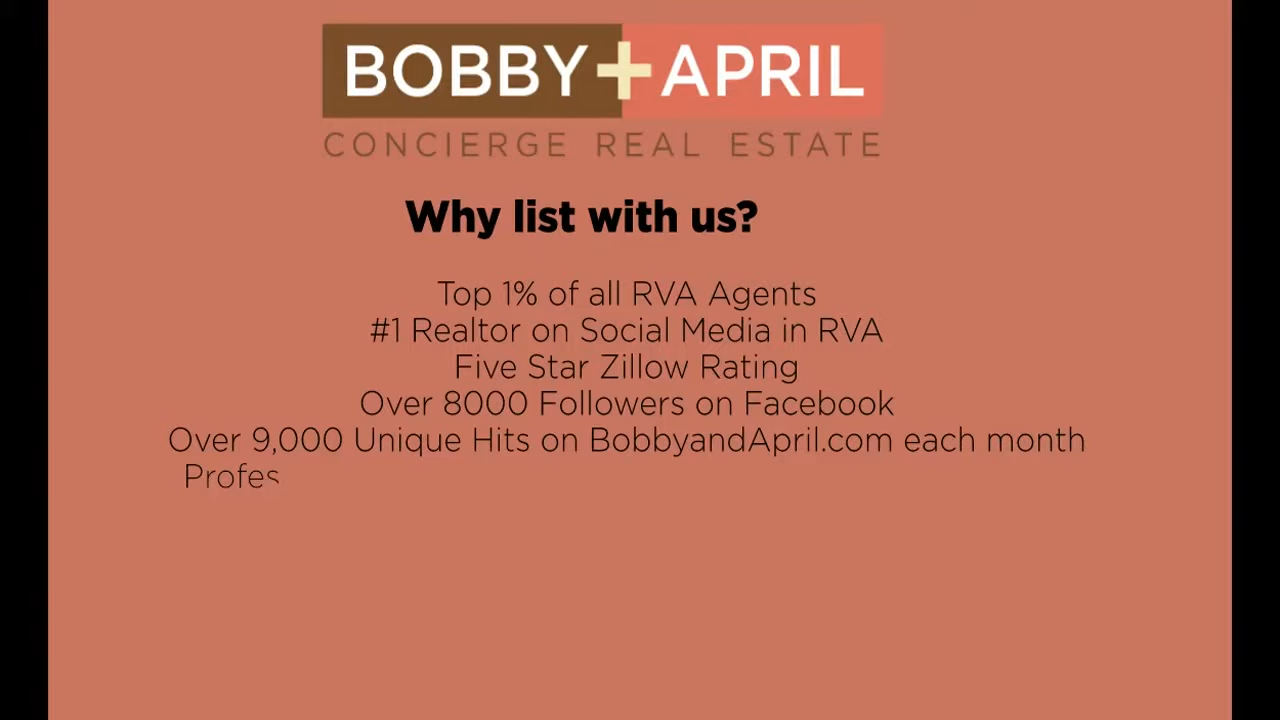 BOBBY+APRIL
CONCIERGE REAL ESTATE
Why list with us?
Top 1% of all RVA Agents
#1 Realtor on Social Media in RVA
Five Star Zillow Rating
Over 8000 Followers on Facebook
Over 9,000 Unique Hits on BobbyandApril.com each month
Profes